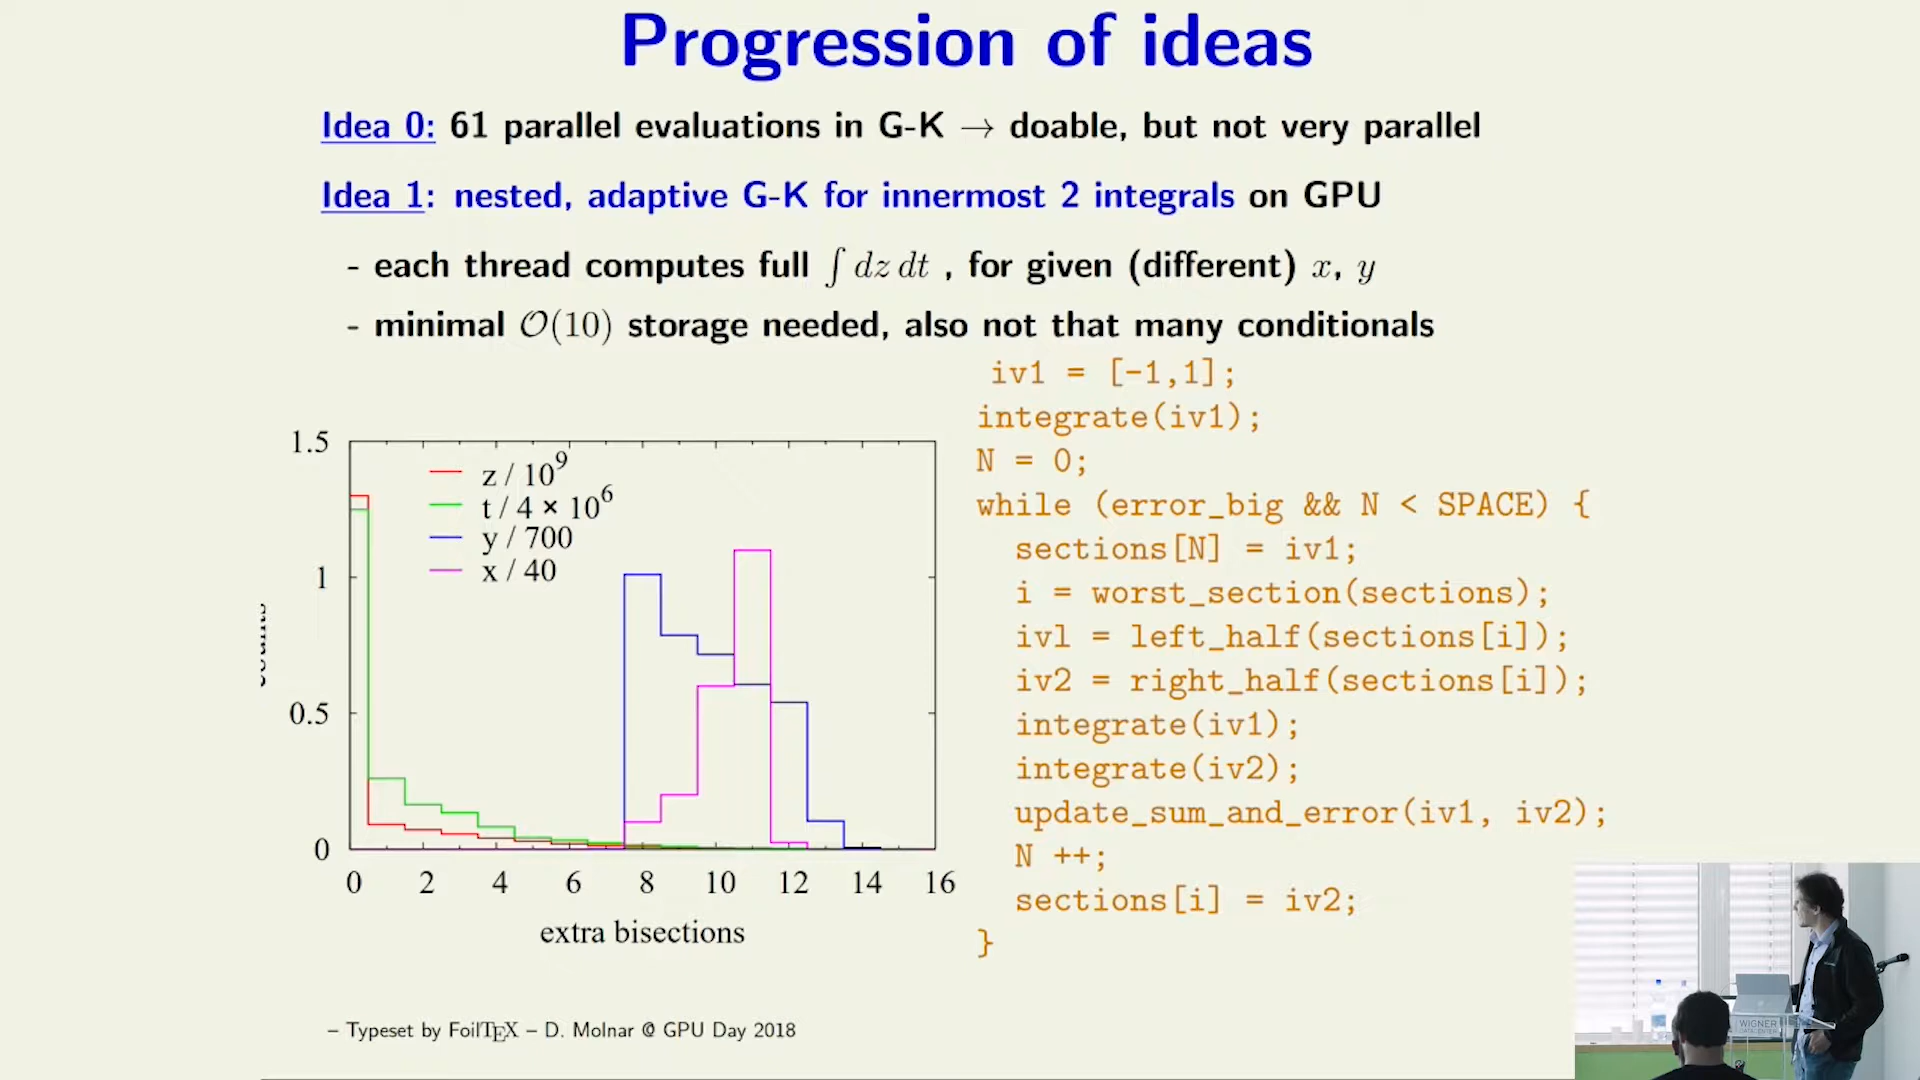 Progression of ideas
Idea 0: 61 parallel evaluations in G-K → doable, but not very parallel
Idea 1: nested, adaptive G-K for innermost 2 integrals on GPU
- each thread computes full ∫ dz dt , for given (different) x, y
- minimal O(10) storage needed, also not that many conditionals
iv1 = [-1,1];
integrate(iv1);
N = 0;
while (error_big && N < SPACE) {
sections[N] = iv1;
i = worst_section(sections);
ivl = left_half(sections[i]);
iv2 = right_half(sections[i]);
integrate(iv1);
integrate(iv2);
update_sum_and_error(iv1, iv2);
N ++;
sections[i] = iv2;
}
1.5
1
0.5
0
z / 10⁹
t / 4 × 10⁶
y / 700
x / 40
0 2 4 6 8 10 12 14 16
extra bisections
– Typeset by FoilTEX – D. Molnar @ GPU Day 2018
WIGNER
DATACENTER